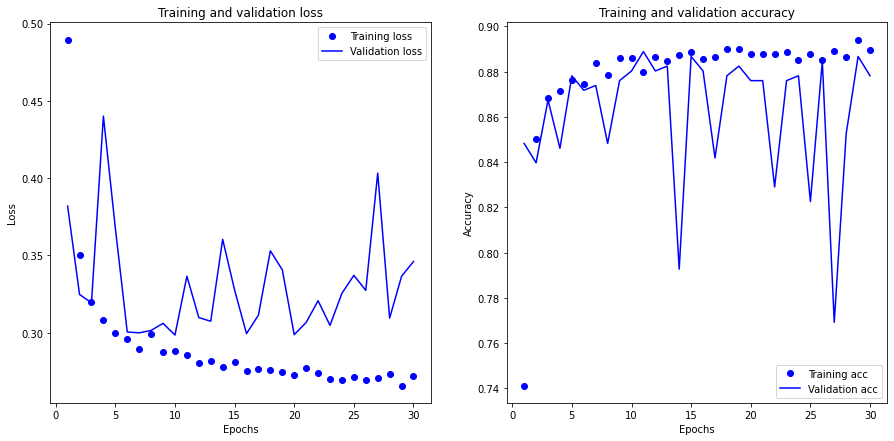 Training and validation loss
0.50
0.45
0.40
0.35
0.30
Loss
0 5 10 15 20 25 30
Epochs
Training loss
Validation loss
Training and validation accuracy
0.90
0.88
0.86
0.84
0.82
0.80
0.78
0.76
0.74
Accuracy
0 5 10 15 20 25 30
Epochs
Training acc
Validation acc